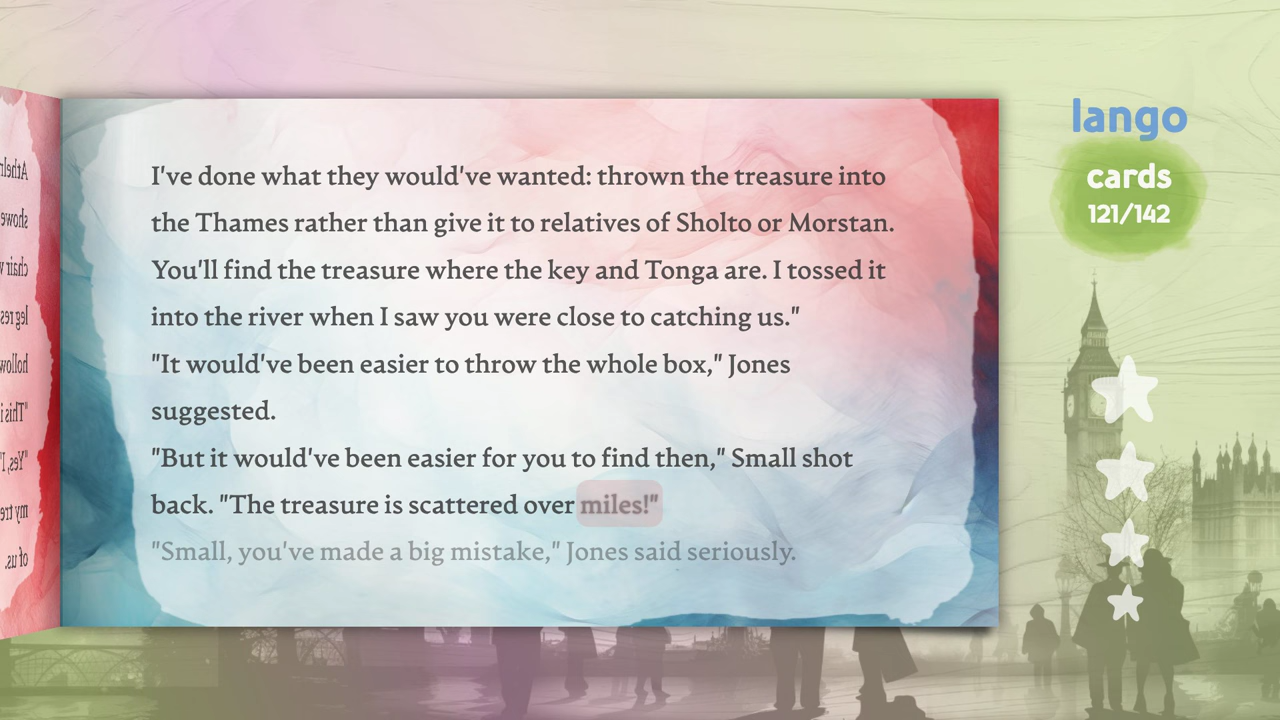 I've done what they would've wanted: thrown the treasure into
the Thames rather than give it to relatives of Sholto or Morstan.
You'll find the treasure where the key and Tonga are. I tossed it
into the river when I saw you were close to catching us."
"It would've been easier to throw the whole box," Jones
suggested.
"But it would've been easier for you to find then," Small shot
back. "The treasure is scattered over miles!"
"Small, you've made a big mistake," Jones said seriously.
lango
cards
121/142